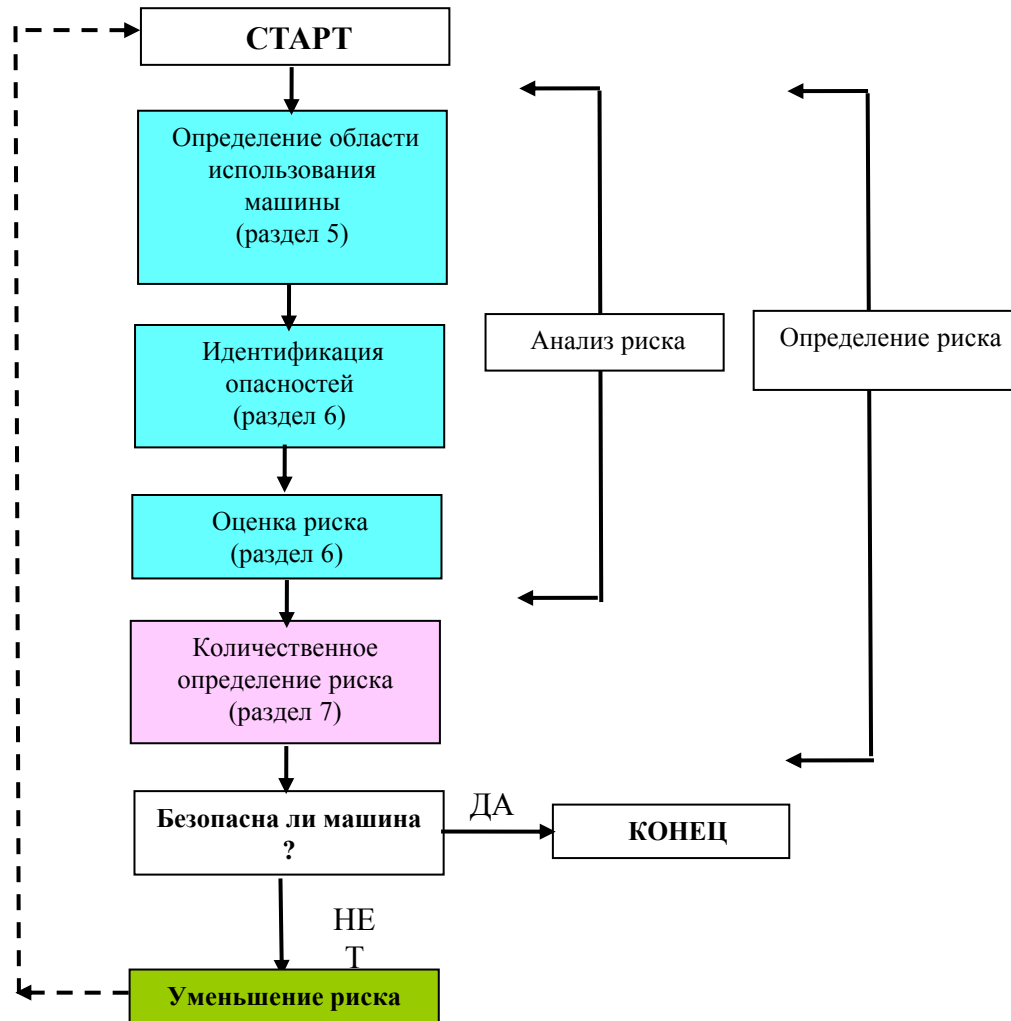 СТАРТ
Определение области
использования
машины
(раздел 5)
Идентификация
опасностей
(раздел 6)
Анализ риска
Определение риска
Оценка риска
(раздел 6)
Количественное
определение риска
(раздел 7)
Безопасна ли машина
?
ДА
КОНЕЦ
НЕ
Т
Уменьшение риска